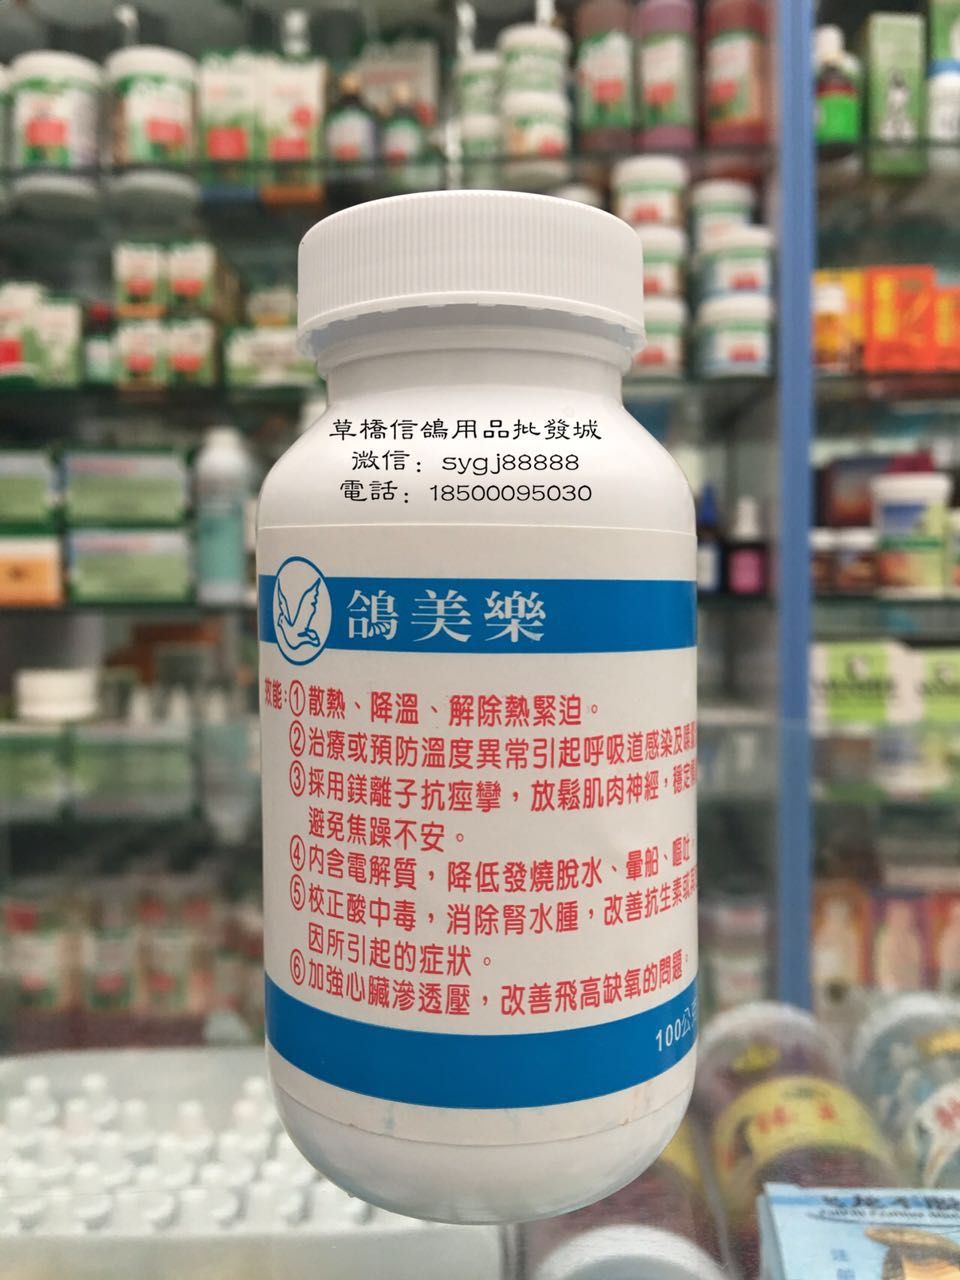 草橋信鴿用品批發城
微信：sygj88888
電話：18500095030
鴿美樂
效能：①散熱、降溫、解除熱緊迫。
②治療或預防溫度異常引起呼吸道感染及
③採用鎂離子抗痙攣，放鬆肌肉神經，穩定
避免焦躁不安。
④內含電解質，降低發燒脫水、暈船、嘔吐。
⑤校正酸中毒，消除腎水腫，改善抗生素或
因所引起的症狀。
⑥加強心臟滲透壓，改善飛高缺氧的問題。
100公